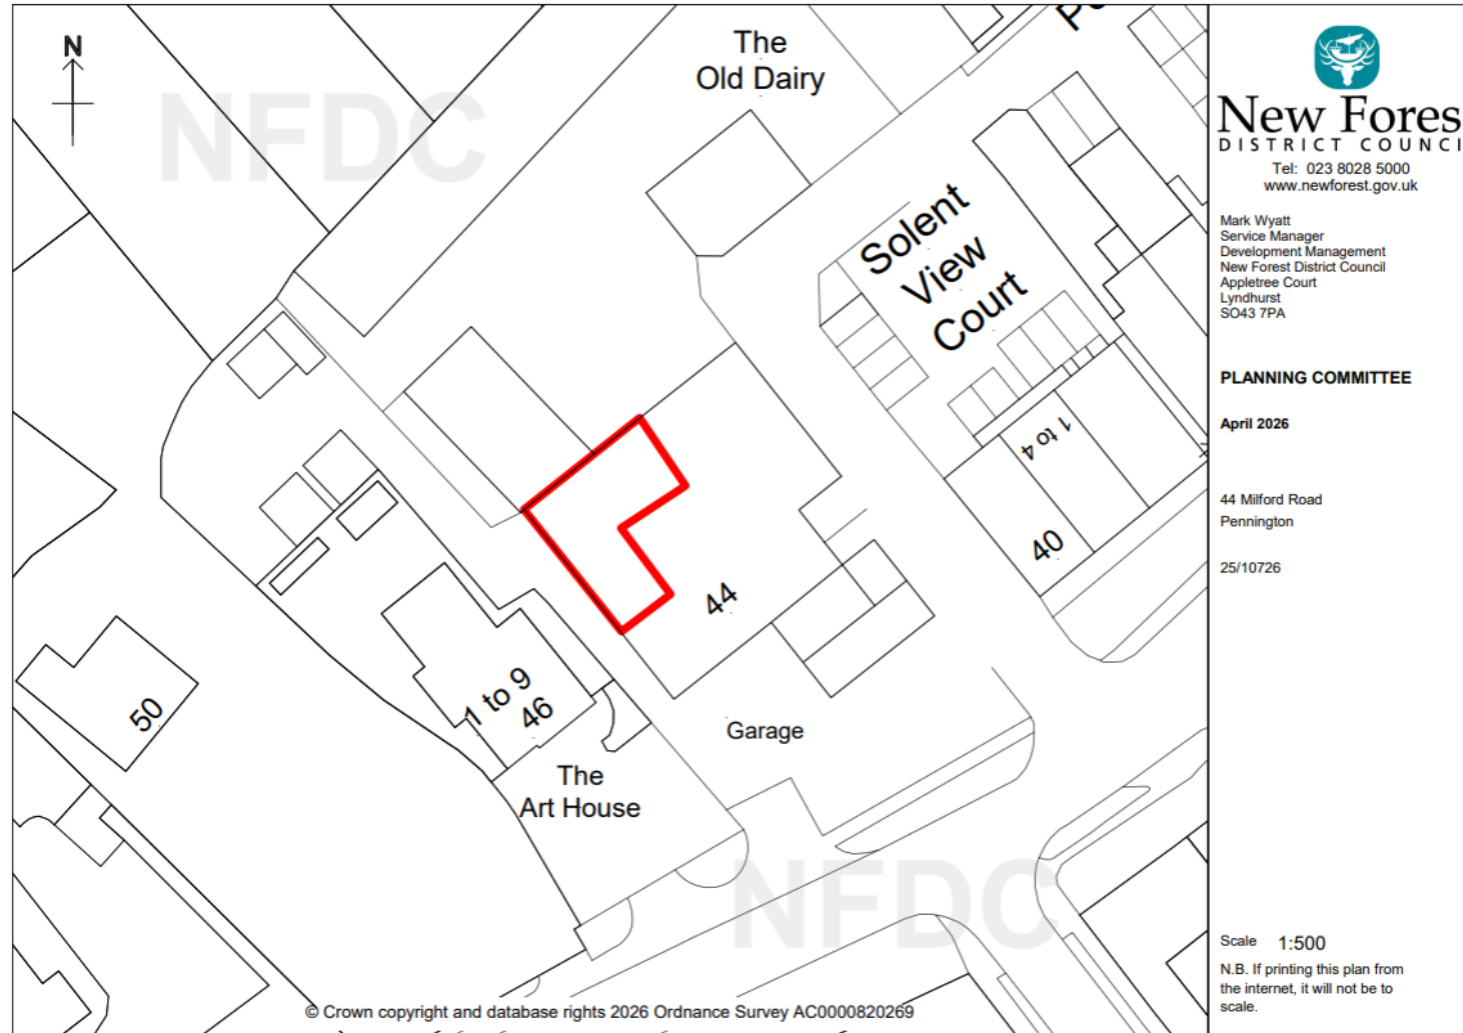 N
NFDC
The
Old Dairy
Solent
View
Court
1 to 4
40
44
1 to 9
46
50
Garage
The
Art House
NFDC
© Crown copyright and database rights 2026 Ordnance Survey AC0000820269
New Fores
DISTRICT COUNCI
Tel: 023 8028 5000
www.newforest.gov.uk
Mark Wyatt
Service Manager
Development Management
New Forest District Council
Appletree Court
Lyndhurst
SO43 7PA
PLANNING COMMITTEE
April 2026
44 Milford Road
Pennington
25/10726
Scale 1:500
N.B. If printing this plan from
the internet, it will not be to
scale.